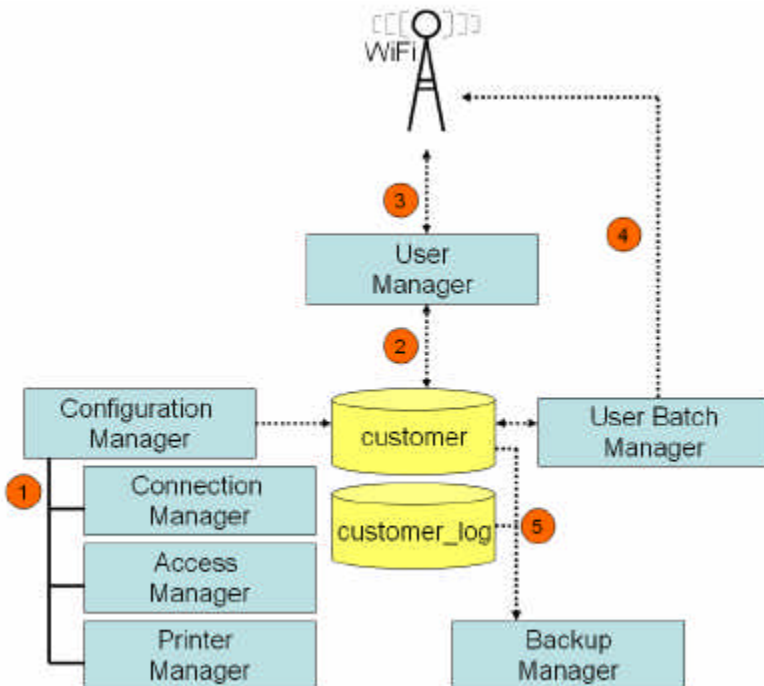 WiFi
3
4
User
Manager
2
Configuration
Manager
customer
User Batch
Manager
1
Connection
Manager
customer_log
5
Access
Manager
Printer
Manager
Backup
Manager